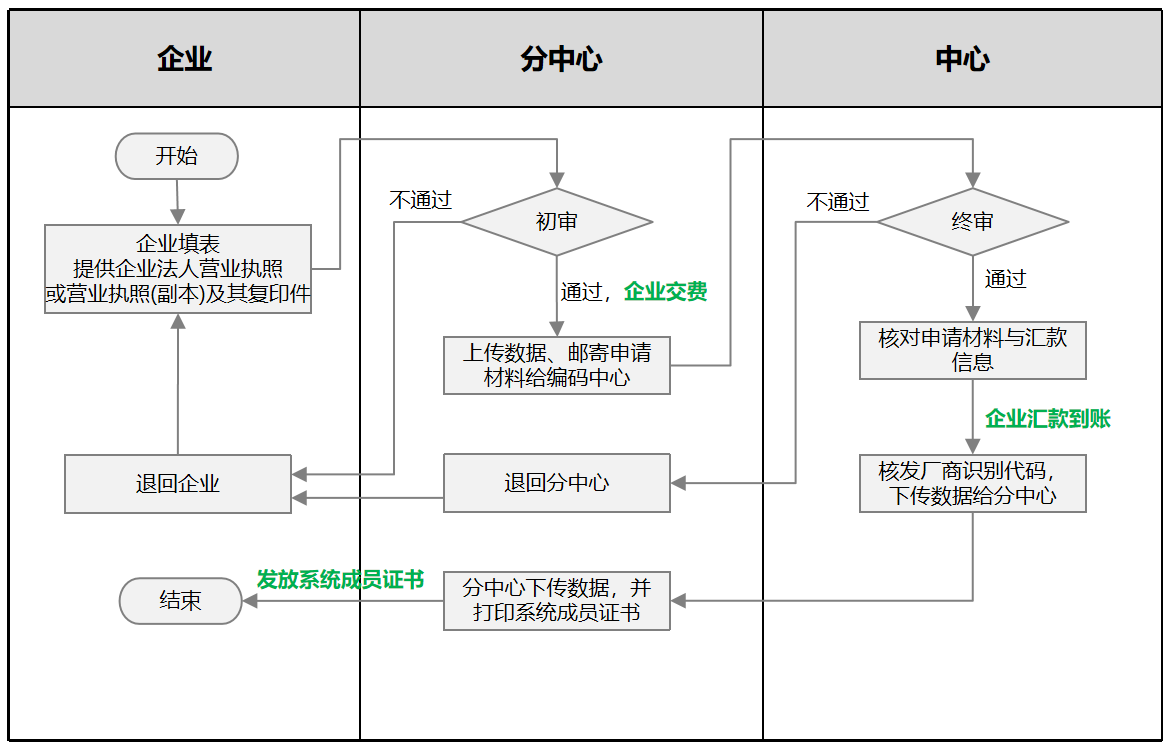 企业
分中心
中心
开始
企业填表
提供企业法人营业执照
或营业执照(副本)及其复印件
不通过
初审
通过，企业交费
上传数据、邮寄申请
材料给编码中心
不通过
终审
通过
核对申请材料与汇款
信息
企业汇款到账
退回企业
退回分中心
核发厂商识别代码，
下传数据给分中心
结束
发放系统成员证书
分中心下传数据，并
打印系统成员证书